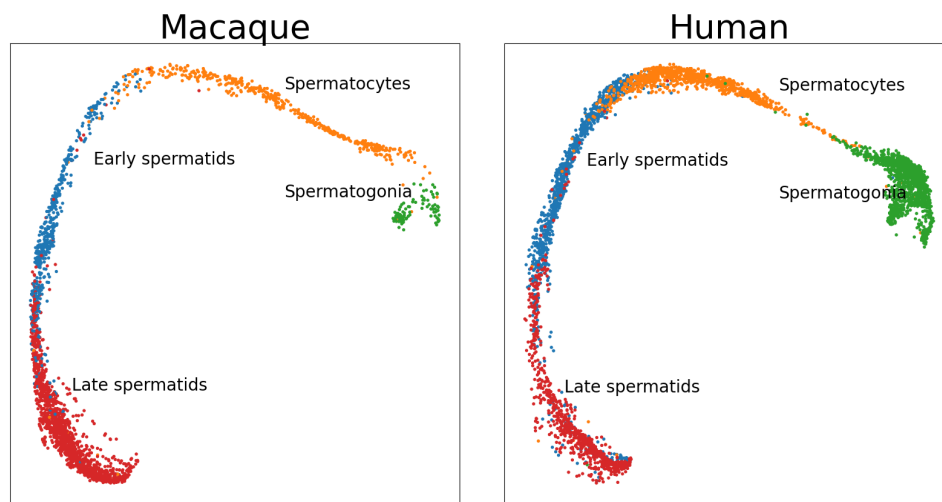 Macaque
Spermatocytes
Early spermatids
Spermatogonia
Late spermatids
Human
Spermatocytes
Early spermatids
Spermatogonia
Late spermatids